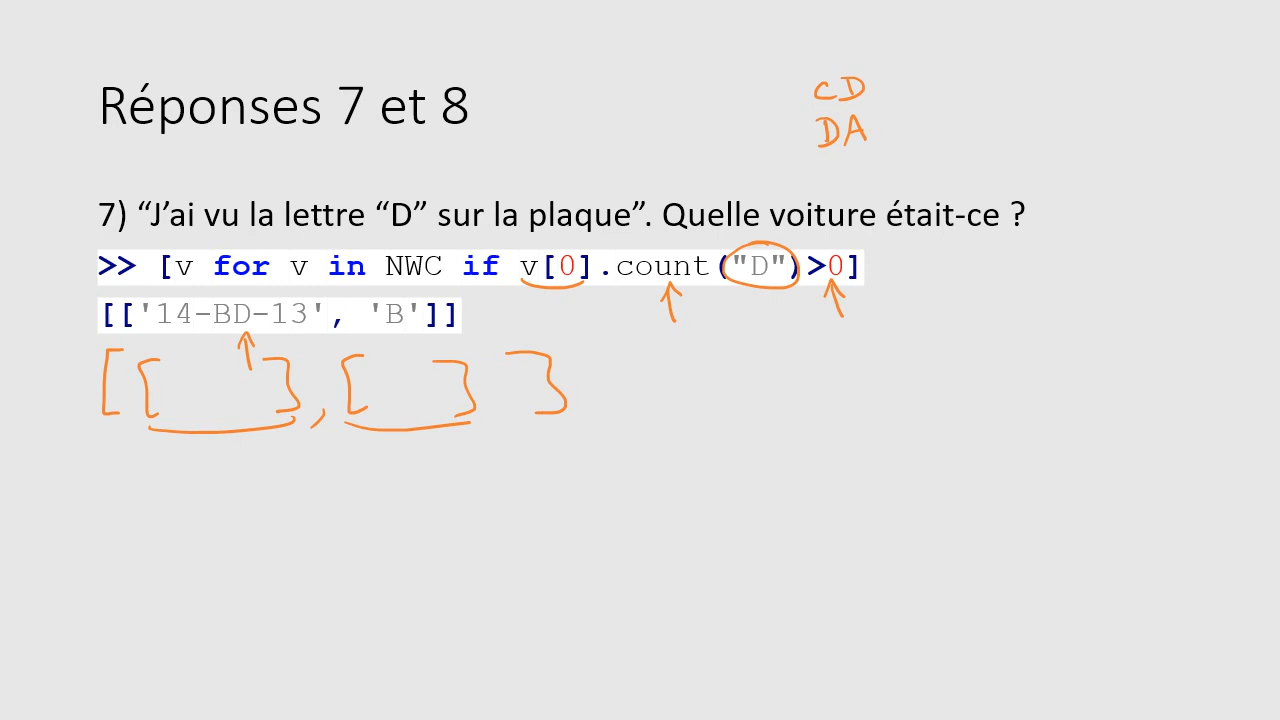 Réponses 7 et 8
CD
DA
7) “J’ai vu la lettre “D” sur la plaque”. Quelle voiture était-ce ?
>> [v for v in NWC if v[0].count("D")>0]
[['14-BD-13', 'B']]
[[ ], [ ] ]